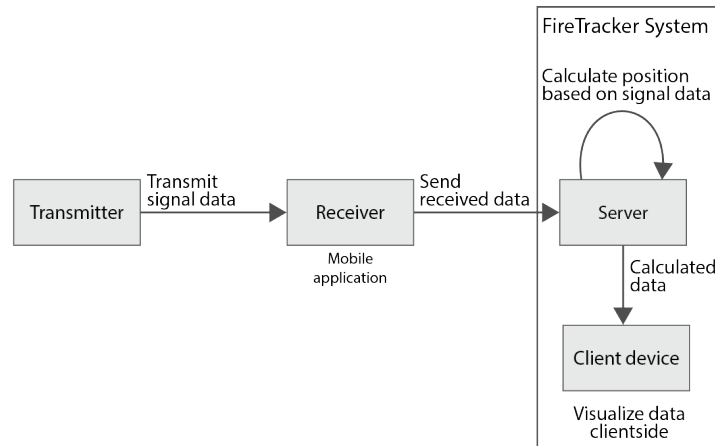 FireTracker System
Calculate position
based on signal data
Transmit
signal data
Send
received data
Transmitter
Receiver
Server
Mobile
application
Calculated
data
Client device
Visualize data
clientside